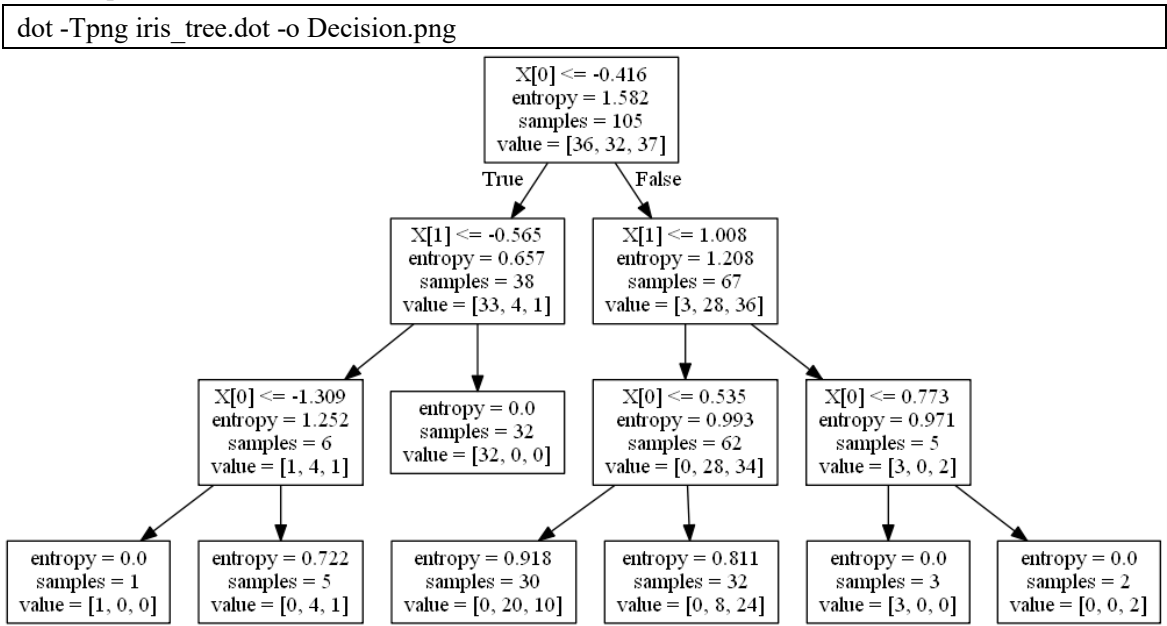 dot -Tpng iris_tree.dot -o Decision.png
X[0] <= -0.416
entropy = 1.582
samples = 105
value = [36, 32, 37]
True
False
X[1] <= -0.565
entropy = 0.657
samples = 38
value = [33, 4, 1]
X[1] <= 1.008
entropy = 1.208
samples = 67
value = [3, 28, 36]
X[0] <= -1.309
entropy = 1.252
samples = 6
value = [1, 4, 1]
entropy = 0.0
samples = 32
value = [32, 0, 0]
X[0] <= 0.535
entropy = 0.993
samples = 62
value = [0, 28, 34]
X[0] <= 0.773
entropy = 0.971
samples = 5
value = [3, 0, 2]
entropy = 0.0
samples = 1
value = [1, 0, 0]
entropy = 0.722
samples = 5
value = [0, 4, 1]
entropy = 0.918
samples = 30
value = [0, 20, 10]
entropy = 0.811
samples = 32
value = [0, 8, 24]
entropy = 0.0
samples = 3
value = [3, 0, 0]
entropy = 0.0
samples = 2
value = [0, 0, 2]